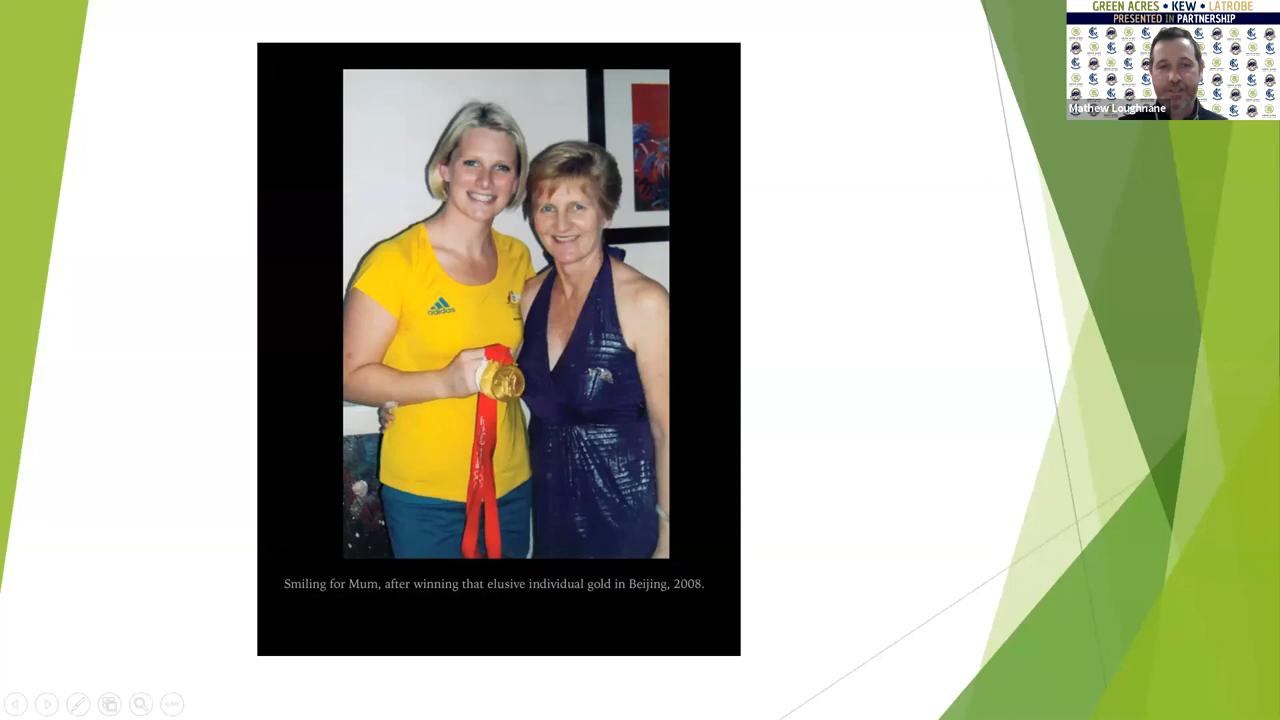 GREEN ACRES • KEW • LATROBE
PRESENTED IN PARTNERSHIP
Mathew Loughnane
adidas
Smiling for Mum, after winning that elusive individual gold in Beijing, 2008.